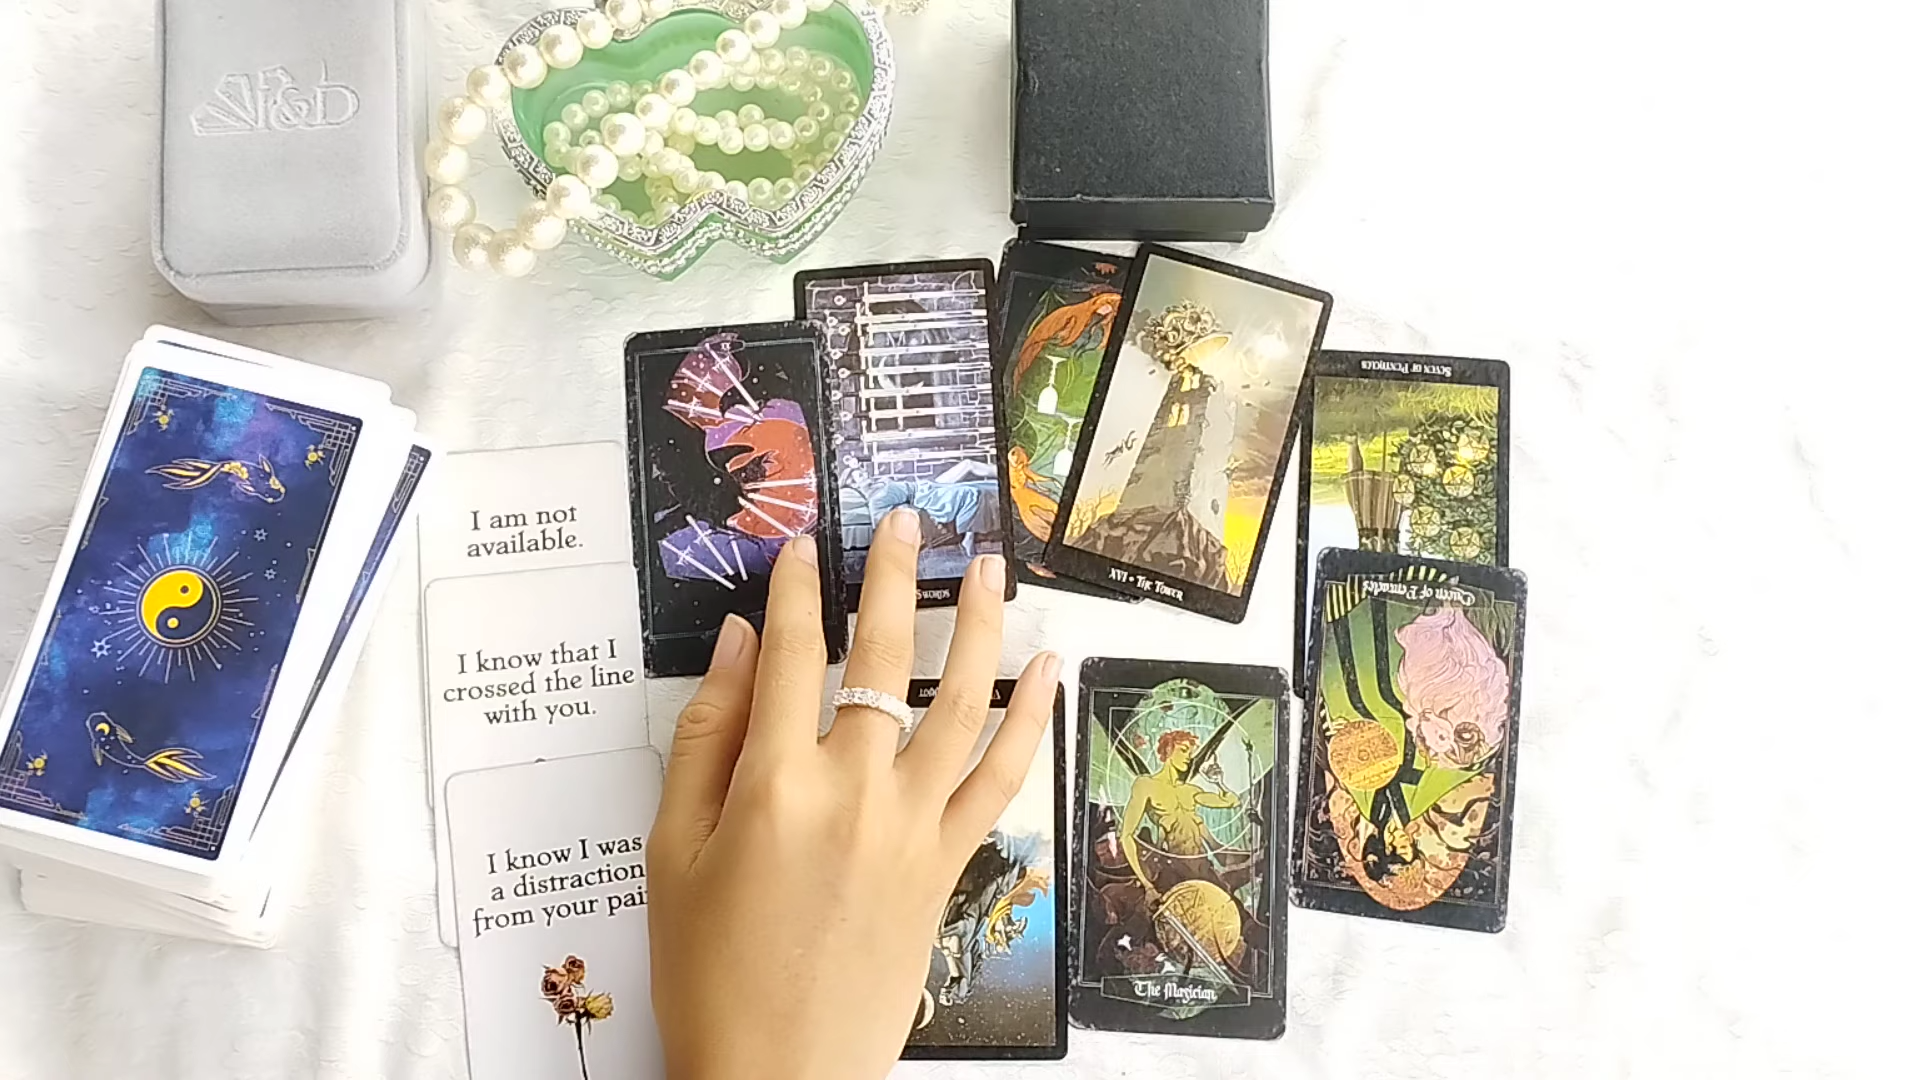 F&b
I am not
available.
I know that I
crossed the line
with you.
I know I was
a distraction
from your
XVI • The Tower
Seven of Pentacles
Queen of Pentacles
The Magician